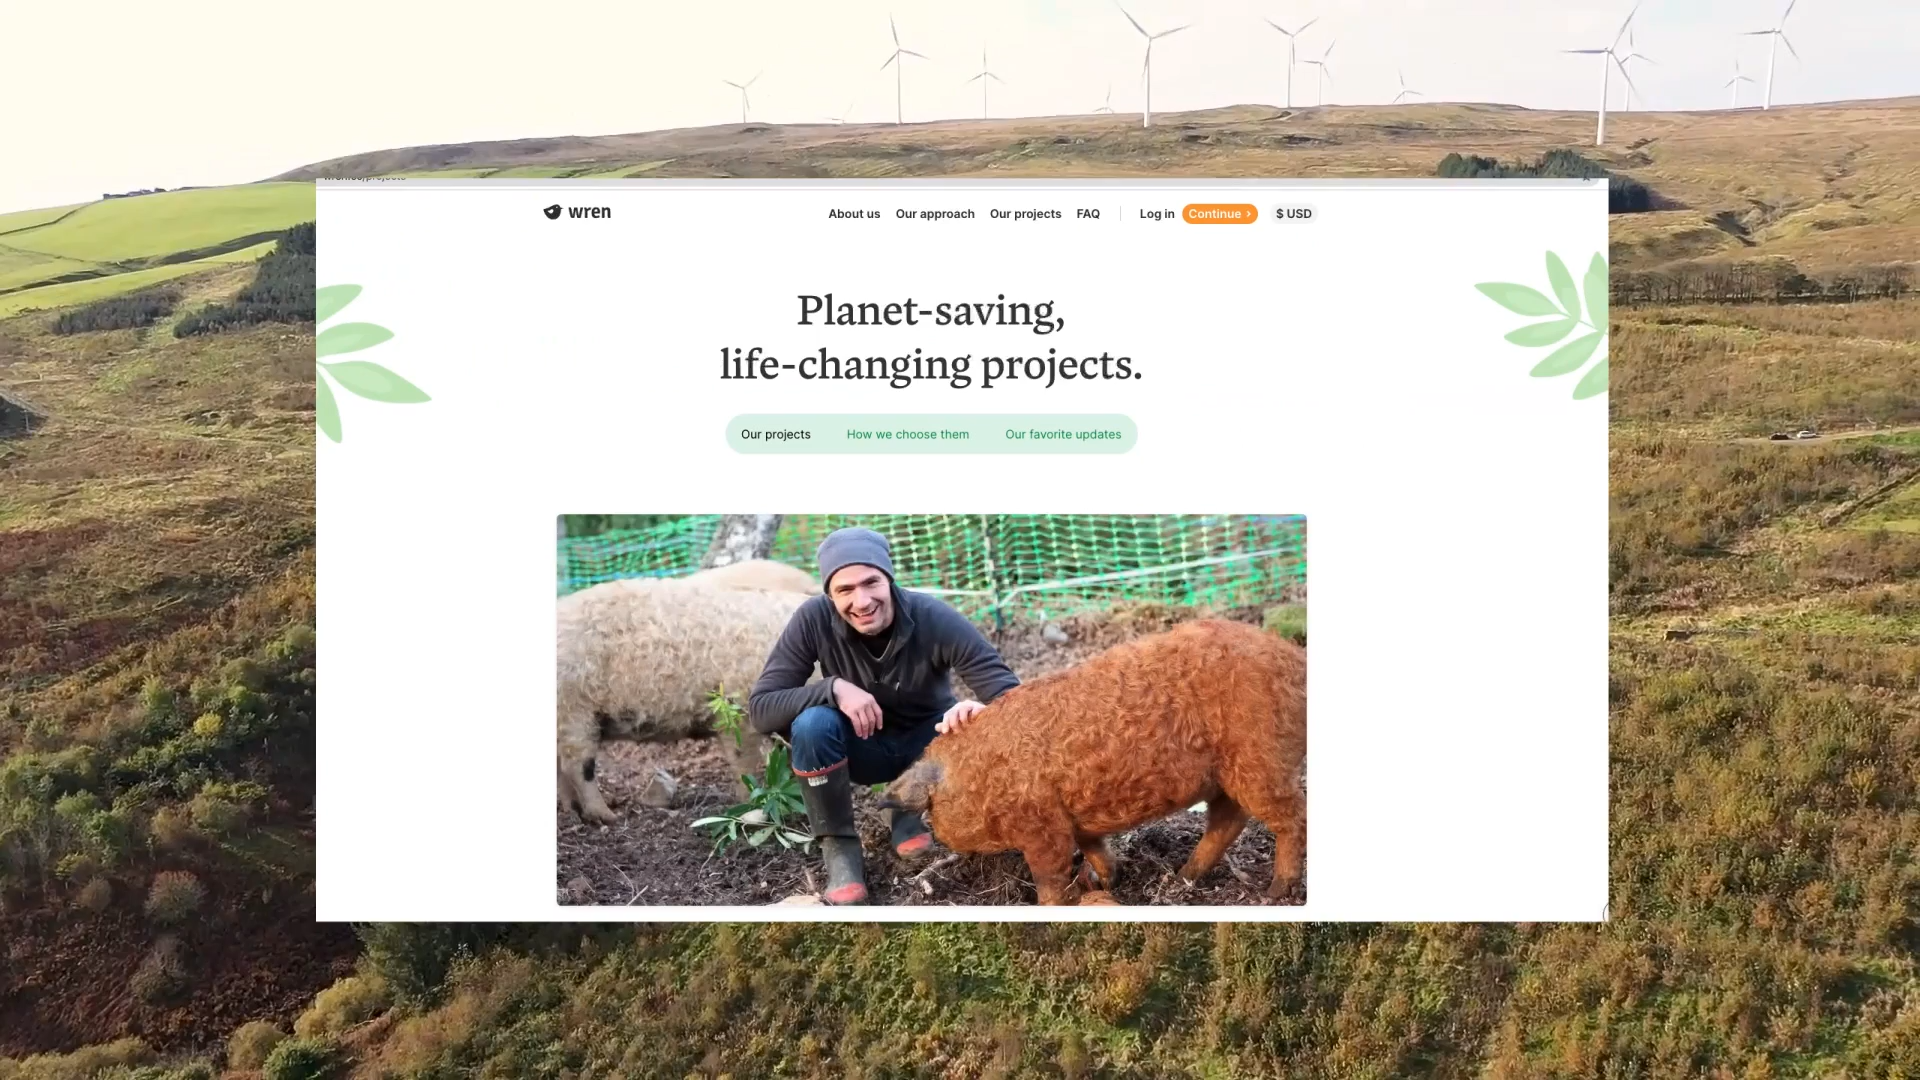 wren
About us
Our approach
Our projects
FAQ
Log in
Continue ›
$ USD
Planet-saving,
life-changing projects.
Our projects
How we choose them
Our favorite updates